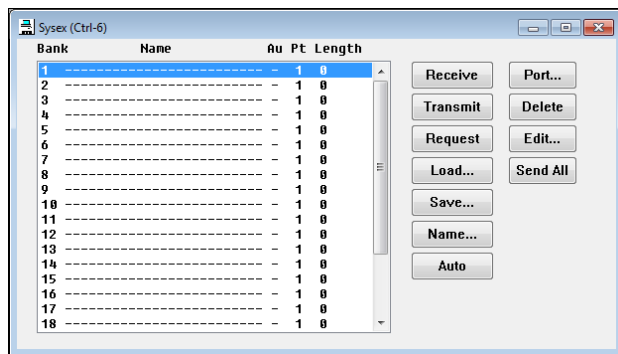 Sysex (Ctrl-6)
Bank Name Au Pt Length
1 ------------------------- - 1 0
2 ------------------------- - 1 0
3 ------------------------- - 1 0
4 ------------------------- - 1 0
5 ------------------------- - 1 0
6 ------------------------- - 1 0
7 ------------------------- - 1 0
8 ------------------------- - 1 0
9 ------------------------- - 1 0
10 ------------------------- - 1 0
11 ------------------------- - 1 0
12 ------------------------- - 1 0
13 ------------------------- - 1 0
14 ------------------------- - 1 0
15 ------------------------- - 1 0
16 ------------------------- - 1 0
17 ------------------------- - 1 0
18 ------------------------- - 1 0
Receive Port...
Transmit Delete
Request Edit...
Load... Send All
Save...
Name...
Auto